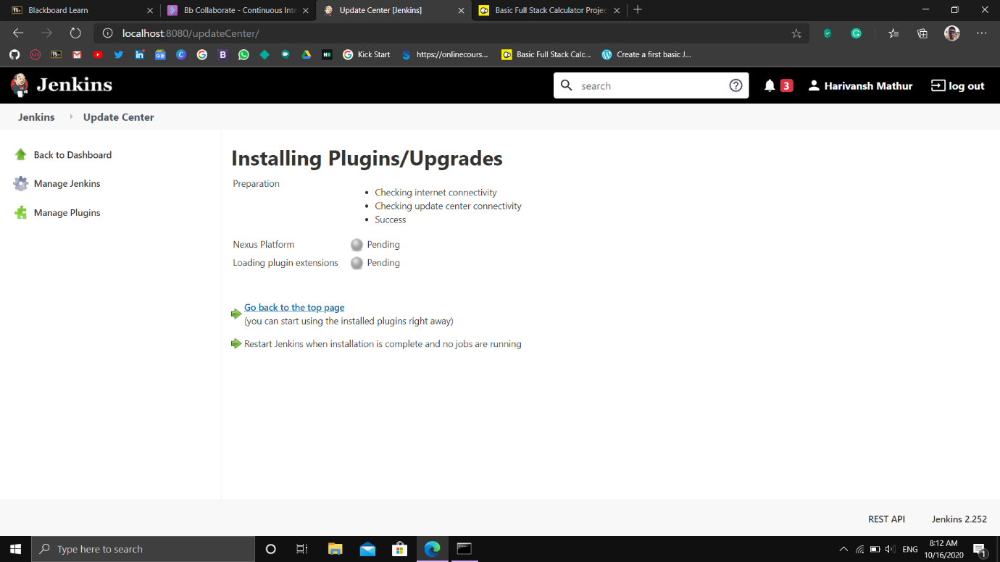 Blackboard Learn
Bb Collaborate - Continuous Inte
Update Center [Jenkins]
Basic Full Stack Calculator Projec
localhost:8080/updateCenter/
Kick Start
https://onlinecours...
Basic Full Stack Calc...
Create a first basic J...
Jenkins
search
3
Harivansh Mathur
log out
Jenkins
Update Center
Back to Dashboard
Manage Jenkins
Manage Plugins
Installing Plugins/Upgrades
Preparation
Checking internet connectivity
Checking update center connectivity
Success
Nexus Platform Pending
Loading plugin extensions Pending
Go back to the top page
(you can start using the installed plugins right away)
Restart Jenkins when installation is complete and no jobs are running
REST API
Jenkins 2.252
Type here to search
ENG
8:12 AM
10/16/2020
1